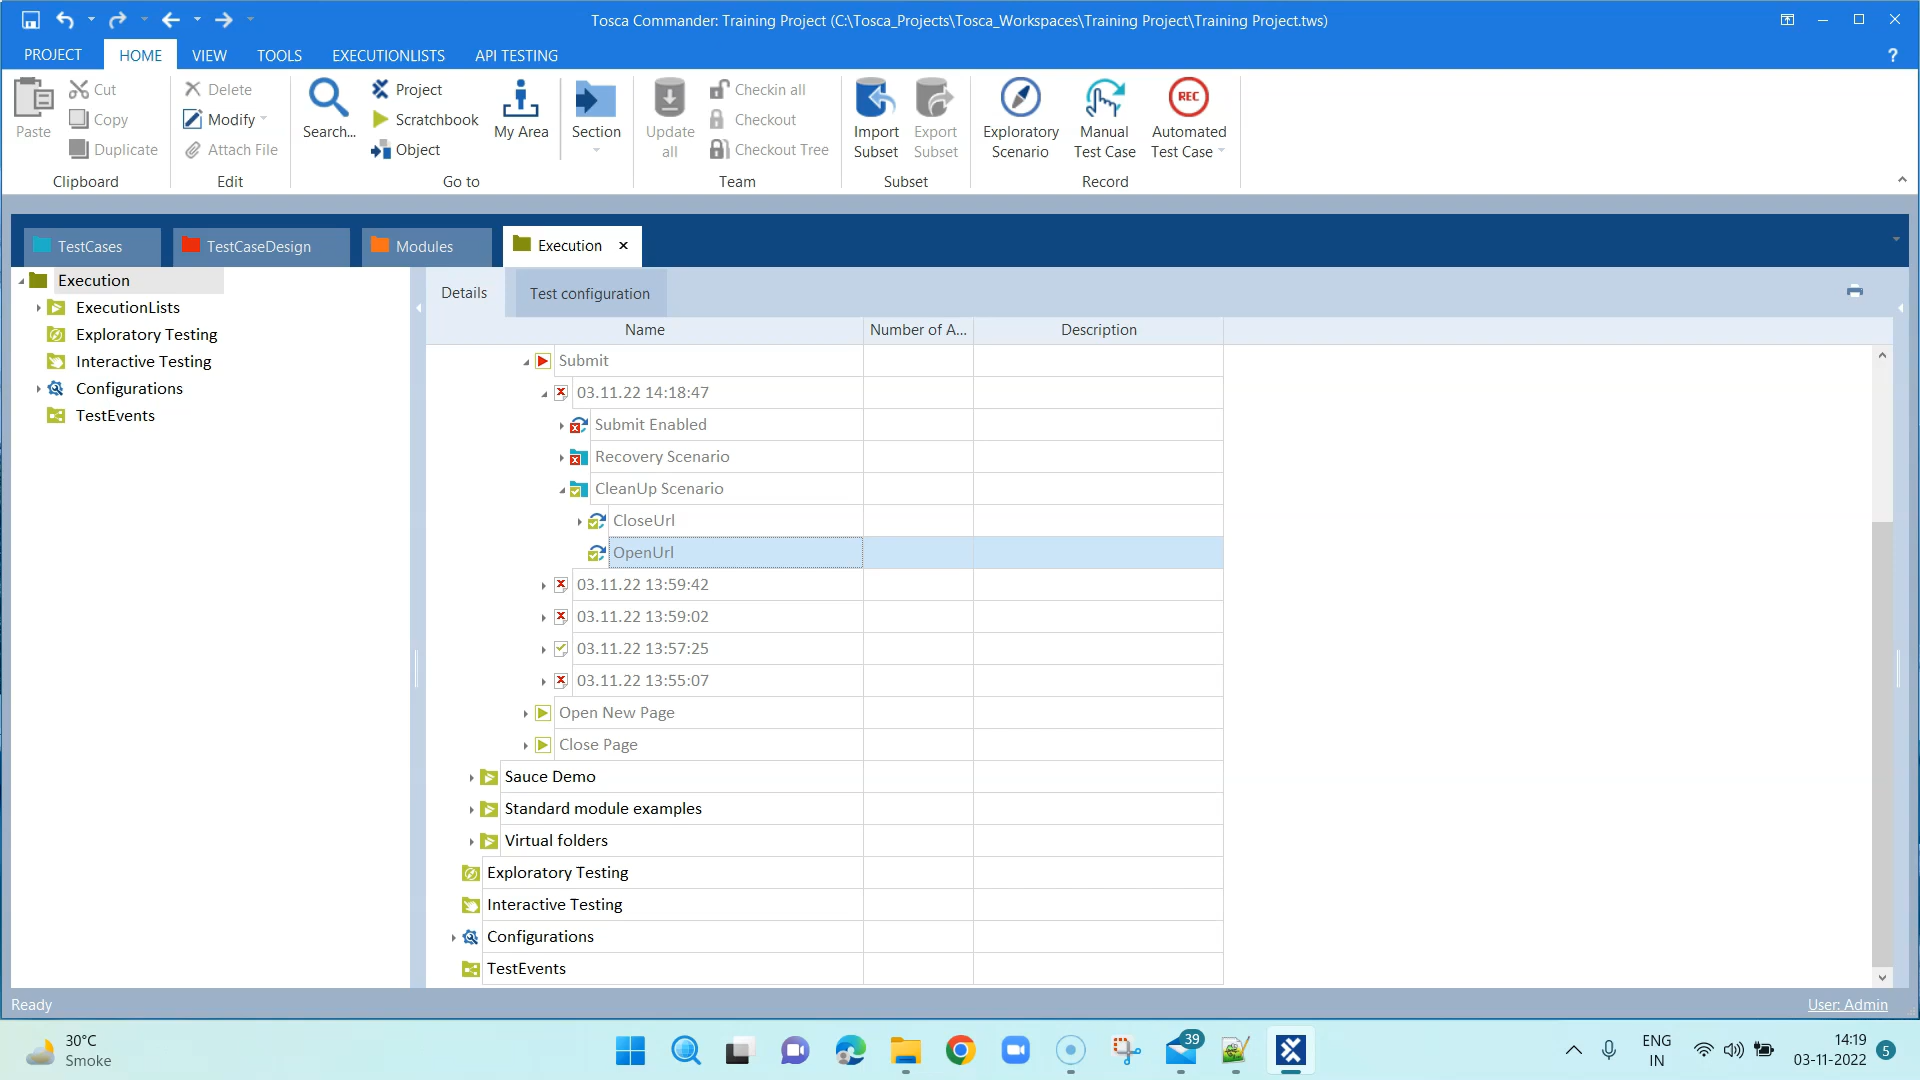 Tosca Commander: Training Project (C:\Tosca_Projects\Tosca_Workspaces\Training Project\Training Project.tws)
PROJECT HOME VIEW TOOLS EXECUTIONLISTS API TESTING ?
Paste Cut Copy Duplicate
Clipboard
Delete Modify Attach File
Edit
Search... Project Scratchbook Object My Area Section
Go to
Update all Checkin all Checkout Checkout Tree
Team
Import Subset Export Subset
Subset
Exploratory Scenario Manual Test Case REC Automated Test Case
Record
TestCases TestCaseDesign Modules Execution
Execution
ExecutionLists
Exploratory Testing
Interactive Testing
Configurations
TestEvents
Details Test configuration
Name Number of A... Description
Submit
03.11.22 14:18:47
Submit Enabled
Recovery Scenario
CleanUp Scenario
CloseUrl
OpenUrl
03.11.22 13:59:42
03.11.22 13:59:02
03.11.22 13:57:25
03.11.22 13:55:07
Open New Page
Close Page
Sauce Demo
Standard module examples
Virtual folders
Exploratory Testing
Interactive Testing
Configurations
TestEvents
Ready User: Admin
30°C
Smoke
39
ENG
IN
14:19
03-11-2022
5